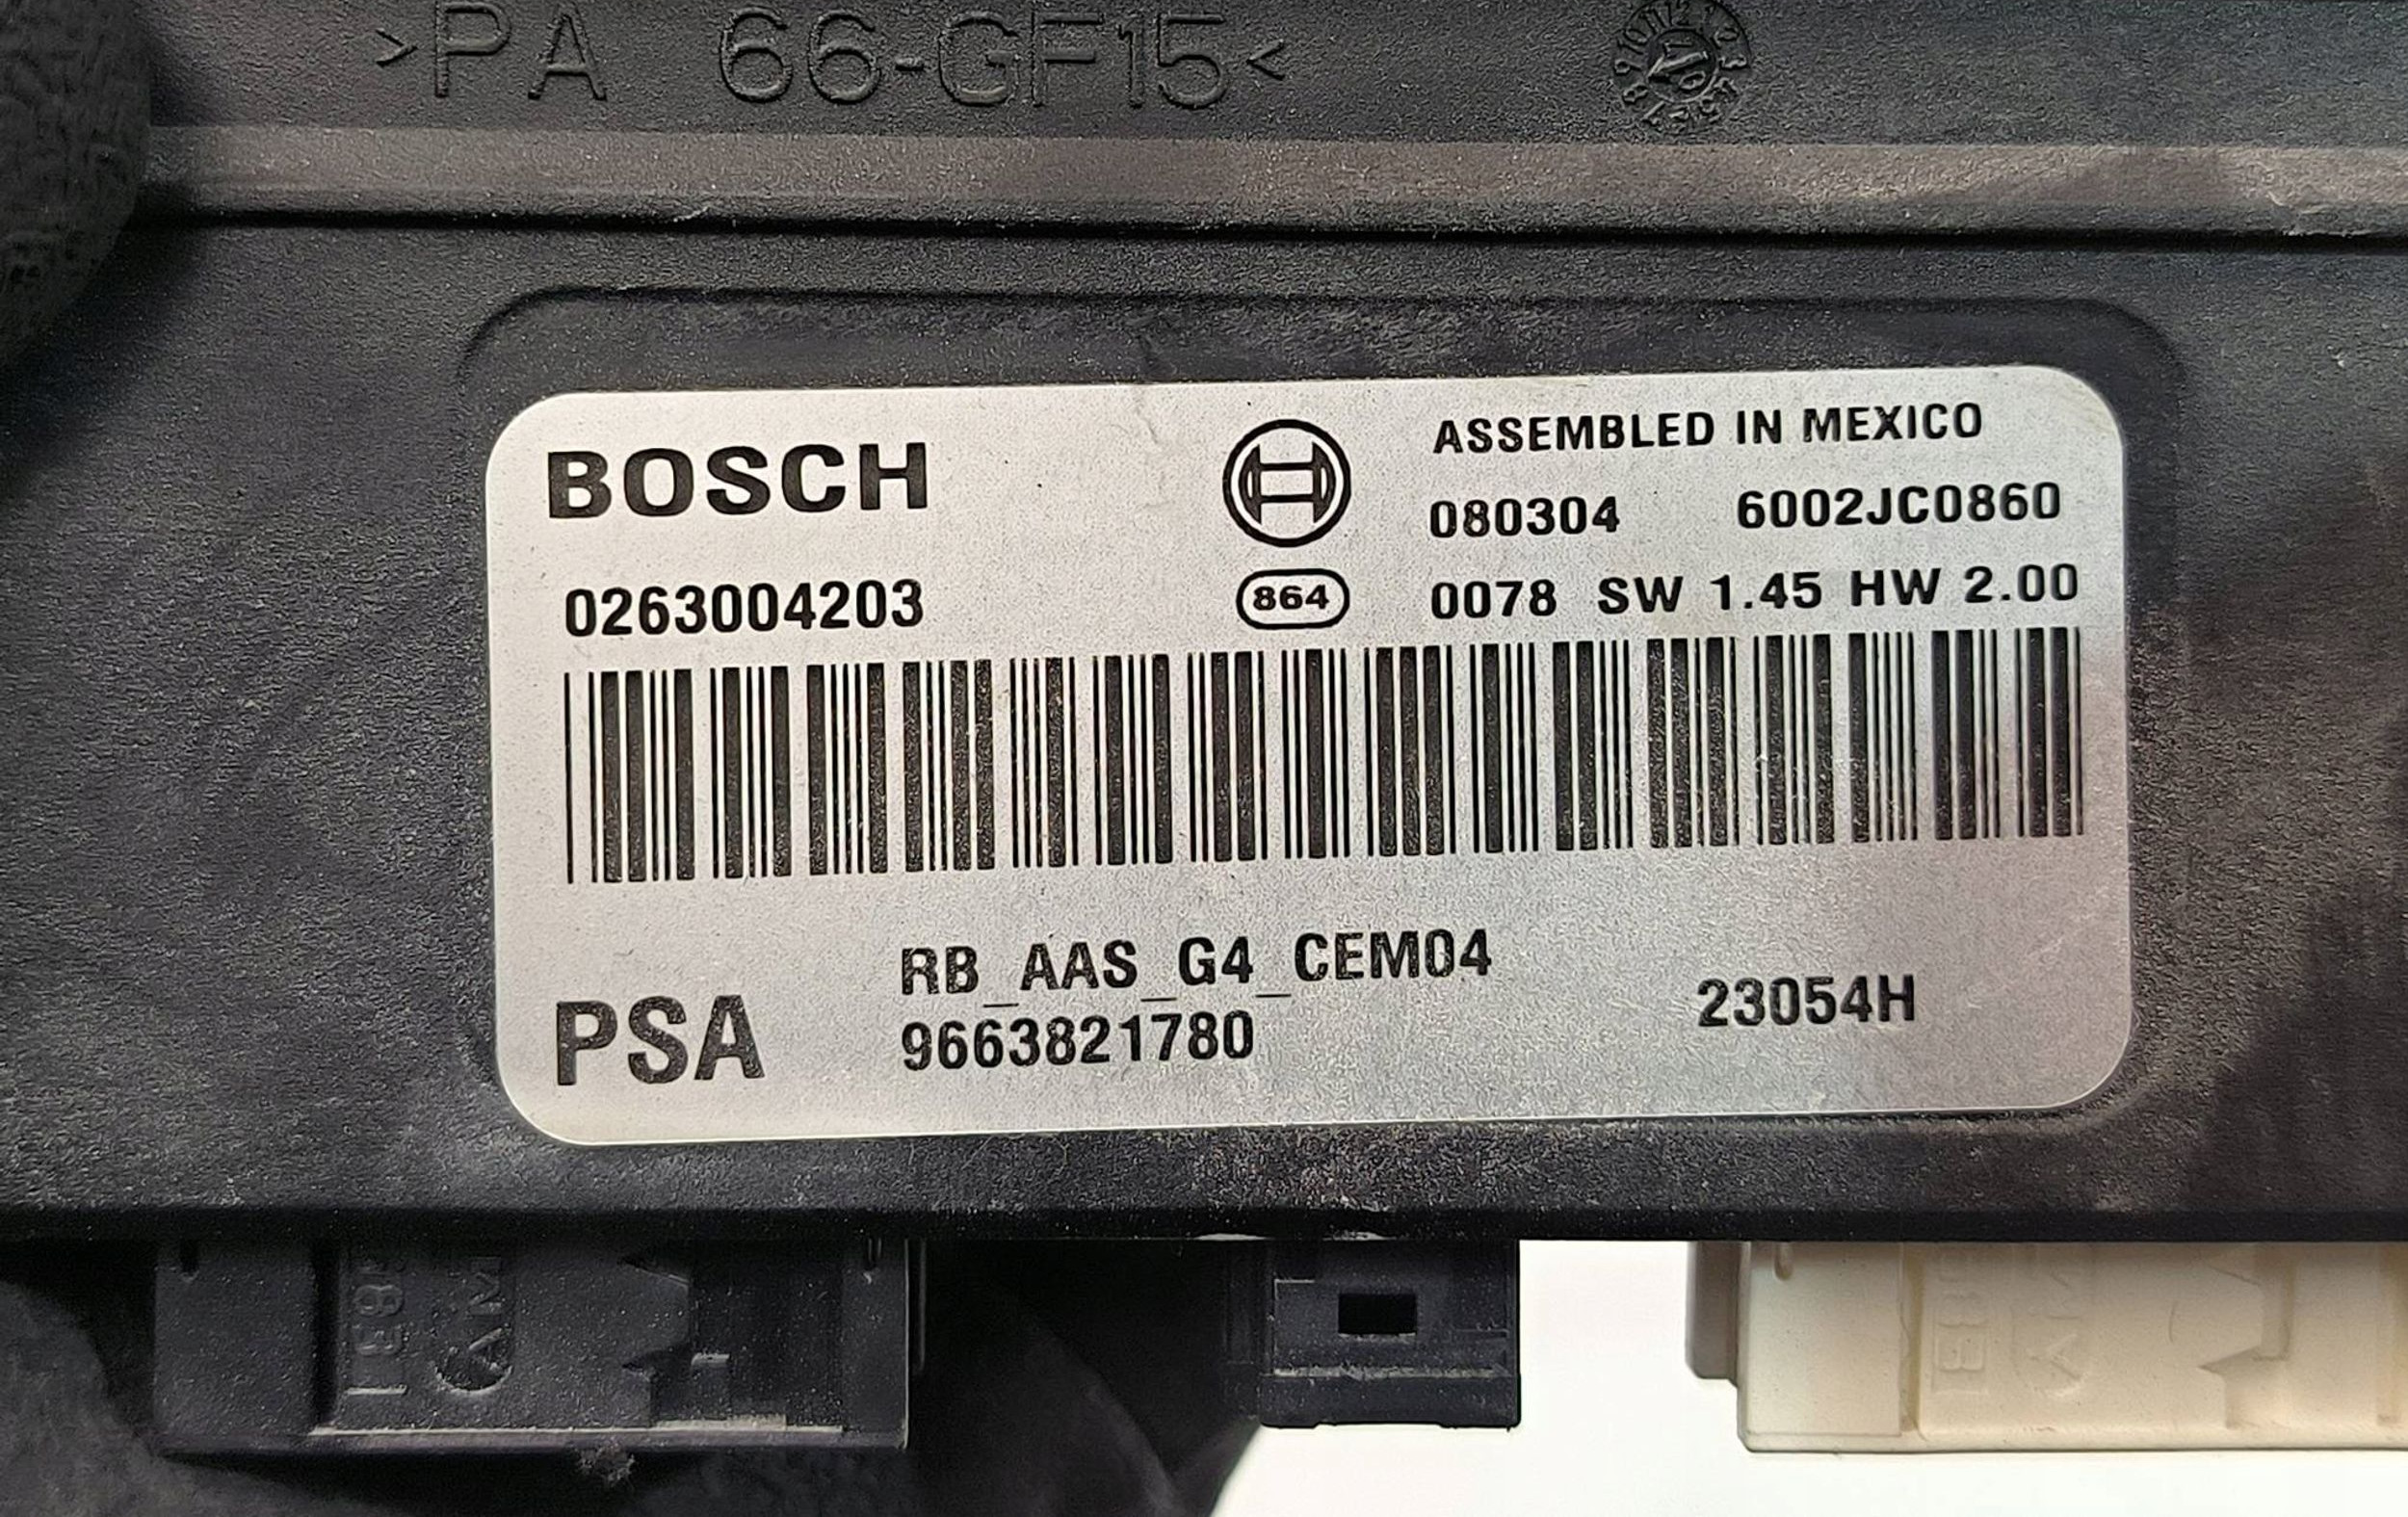 >PA 66-GF15<
BOSCH
ASSEMBLED IN MEXICO
080304 6002JC0860
0263004203
864
0078 SW 1.45 HW 2.00
RB_AAS_G4_CEM04
PSA
9663821780
23054H